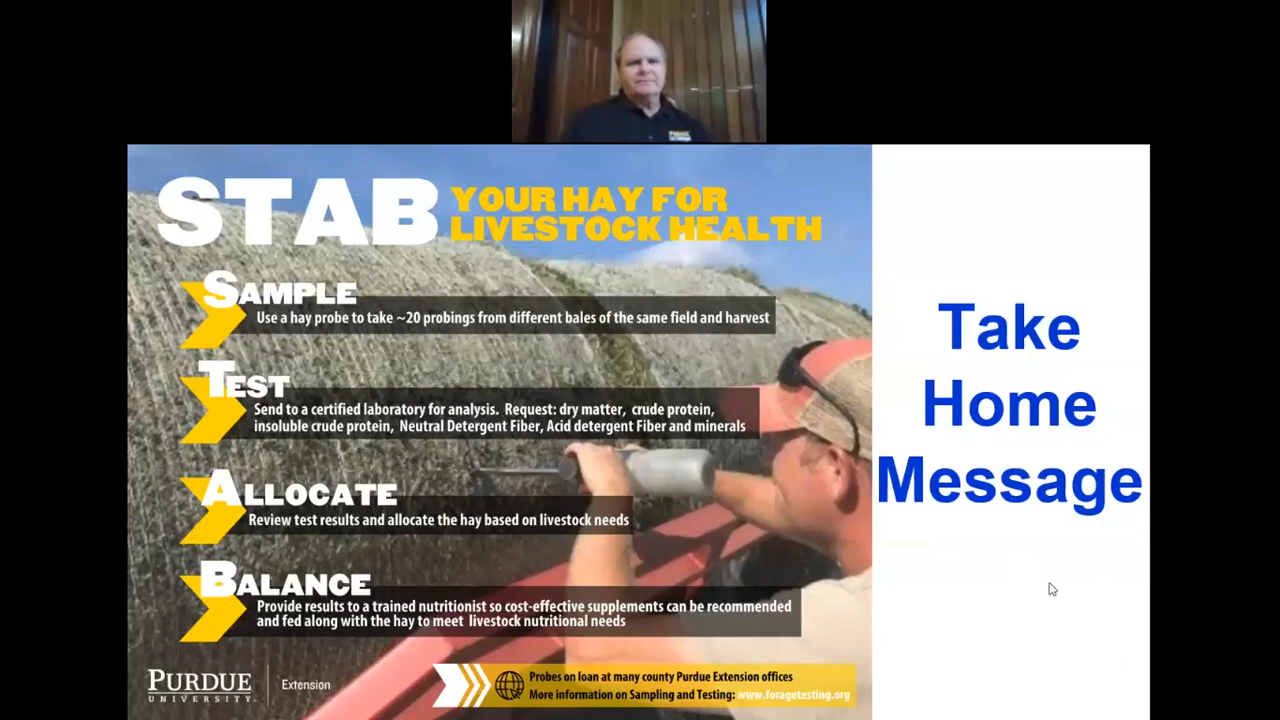 STAB YOUR HAY FOR
LIVESTOCK HEALTH
SAMPLE
Use a hay probe to take ~20 probings from different bales of the same field and harvest
TEST
Send to a certified laboratory for analysis. Request: dry matter, crude protein,
insoluble crude protein, Neutral Detergent Fiber, Acid detergent Fiber and minerals
ALLOCATE
Review test results and allocate the hay based on livestock needs
BALANCE
Provide results to a trained nutritionist so cost-effective supplements can be recommended
and fed along with the hay to meet livestock nutritional needs
PURDUE
UNIVERSITY
Extension
Probes on loan at many county Purdue Extension offices
More information on Sampling and Testing: www.foragetesting.org
Take
Home
Message